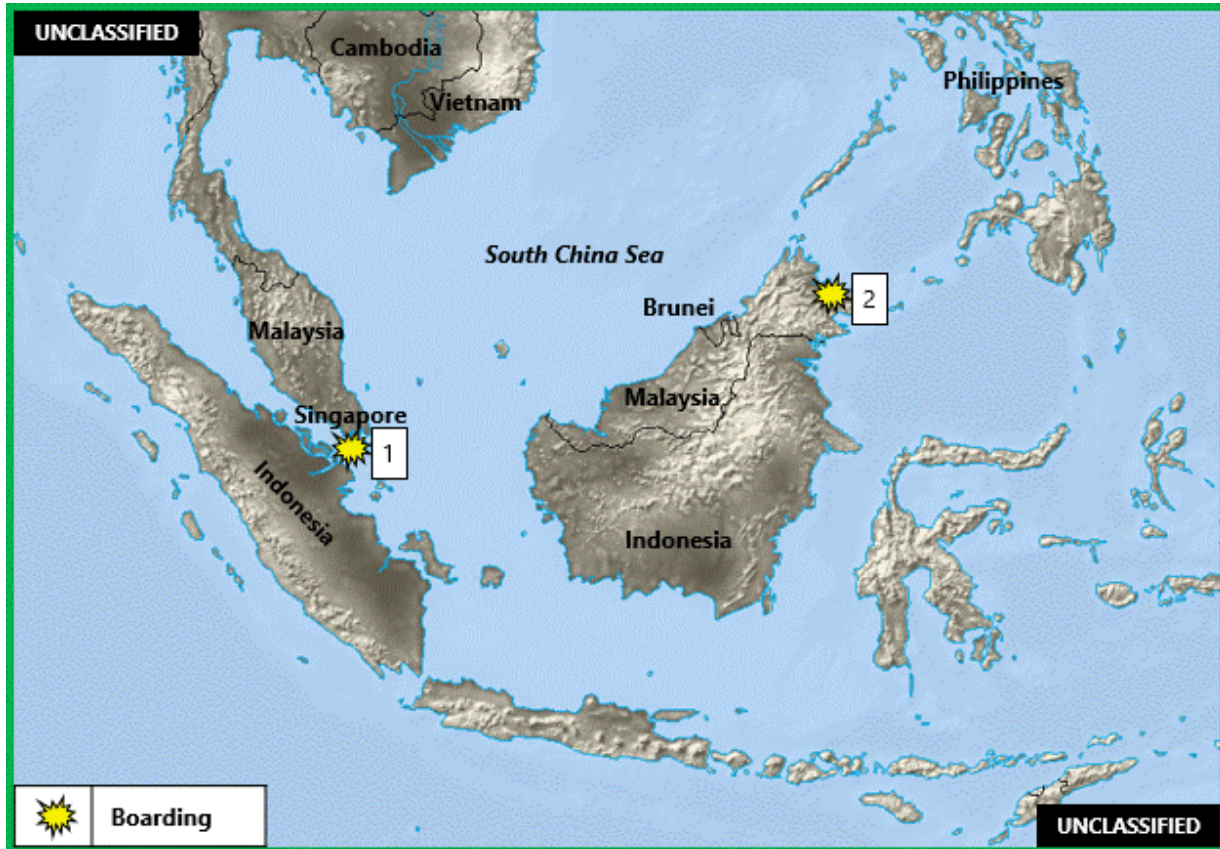 UNCLASSIFIED
Cambodia
Vietnam
Philippines
South China Sea
Brunei
2
Malaysia
Malaysia
Singapore
1
Indonesia
Indonesia
Boarding
UNCLASSIFIED